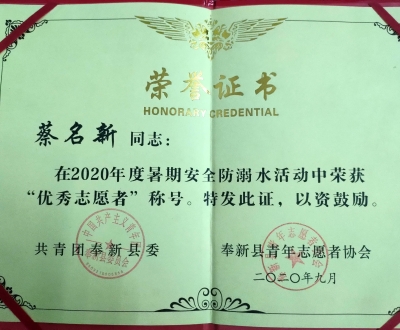 荣誉证书
HONORARY CREDENTIAL
蔡名新 同志：
在2020年度暑期安全防溺水活动中荣获
“优秀志愿者”称号。特发此证，以资鼓励。
共青团奉新县委 奉新县青年志愿者协会
二〇二〇年九月